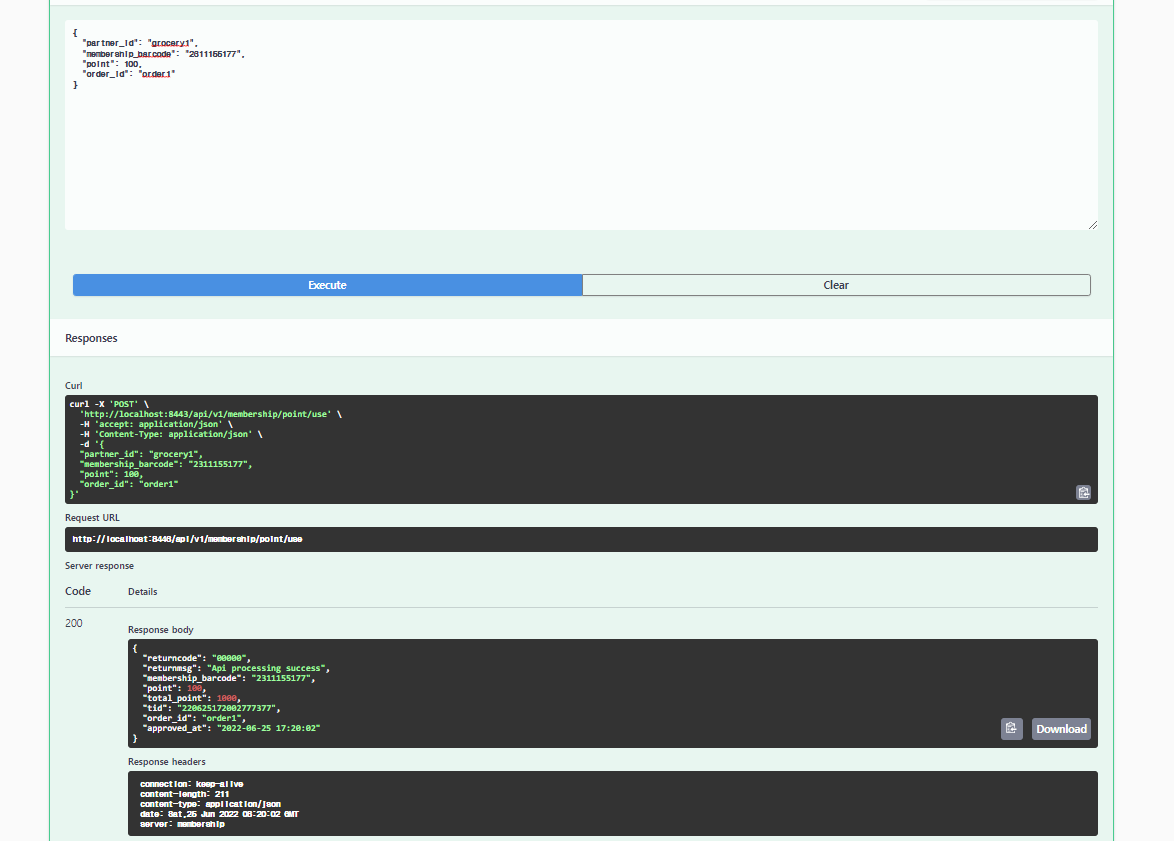 {
"partner_id": "grocery1",
"membership_barcode": "2311155177",
"point": 100,
"order_id": "order1"
}
Execute
Clear
Responses
Curl
curl -X 'POST' \
'http://localhost:8443/api/v1/membership/point/use' \
-H 'accept: application/json' \
-H 'Content-Type: application/json' \
-d '{
"partner_id": "grocery1",
"membership_barcode": "2311155177",
"point": 100,
"order_id": "order1"
}'
Request URL
http://localhost:8443/api/v1/membership/point/use
Server response
Code Details
200
Response body
{
"returncode": "00000",
"returnmsg": "Api processing success",
"membership_barcode": "2311155177",
"point": 100,
"total_point": 1000,
"tid": "220625172002777377",
"order_id": "order1",
"approved_at": "2022-06-25 17:20:02"
}
Download
Response headers
connection: keep-alive
content-length: 211
content-type: application/json
date: Sat,25 Jun 2022 08:20:02 GMT
server: membership